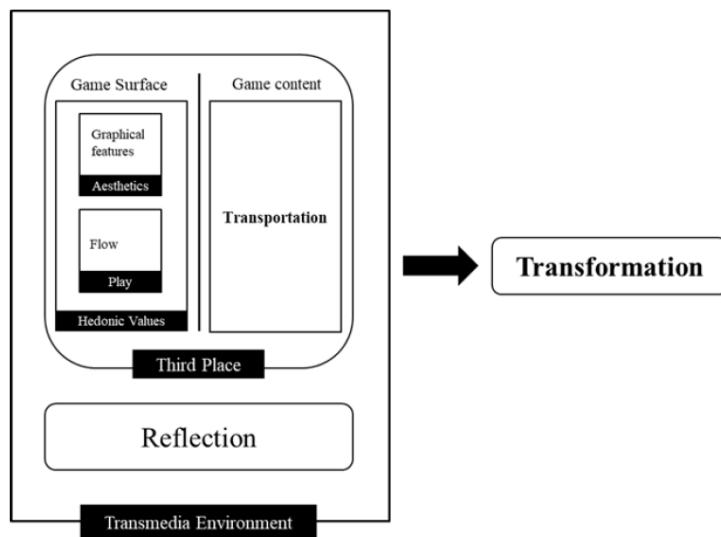 Game Surface
Game content
Graphical
features
Aesthetics
Flow
Play
Hedonic Values
Transportation
Third Place
Reflection
Transmedia Environment
Transformation